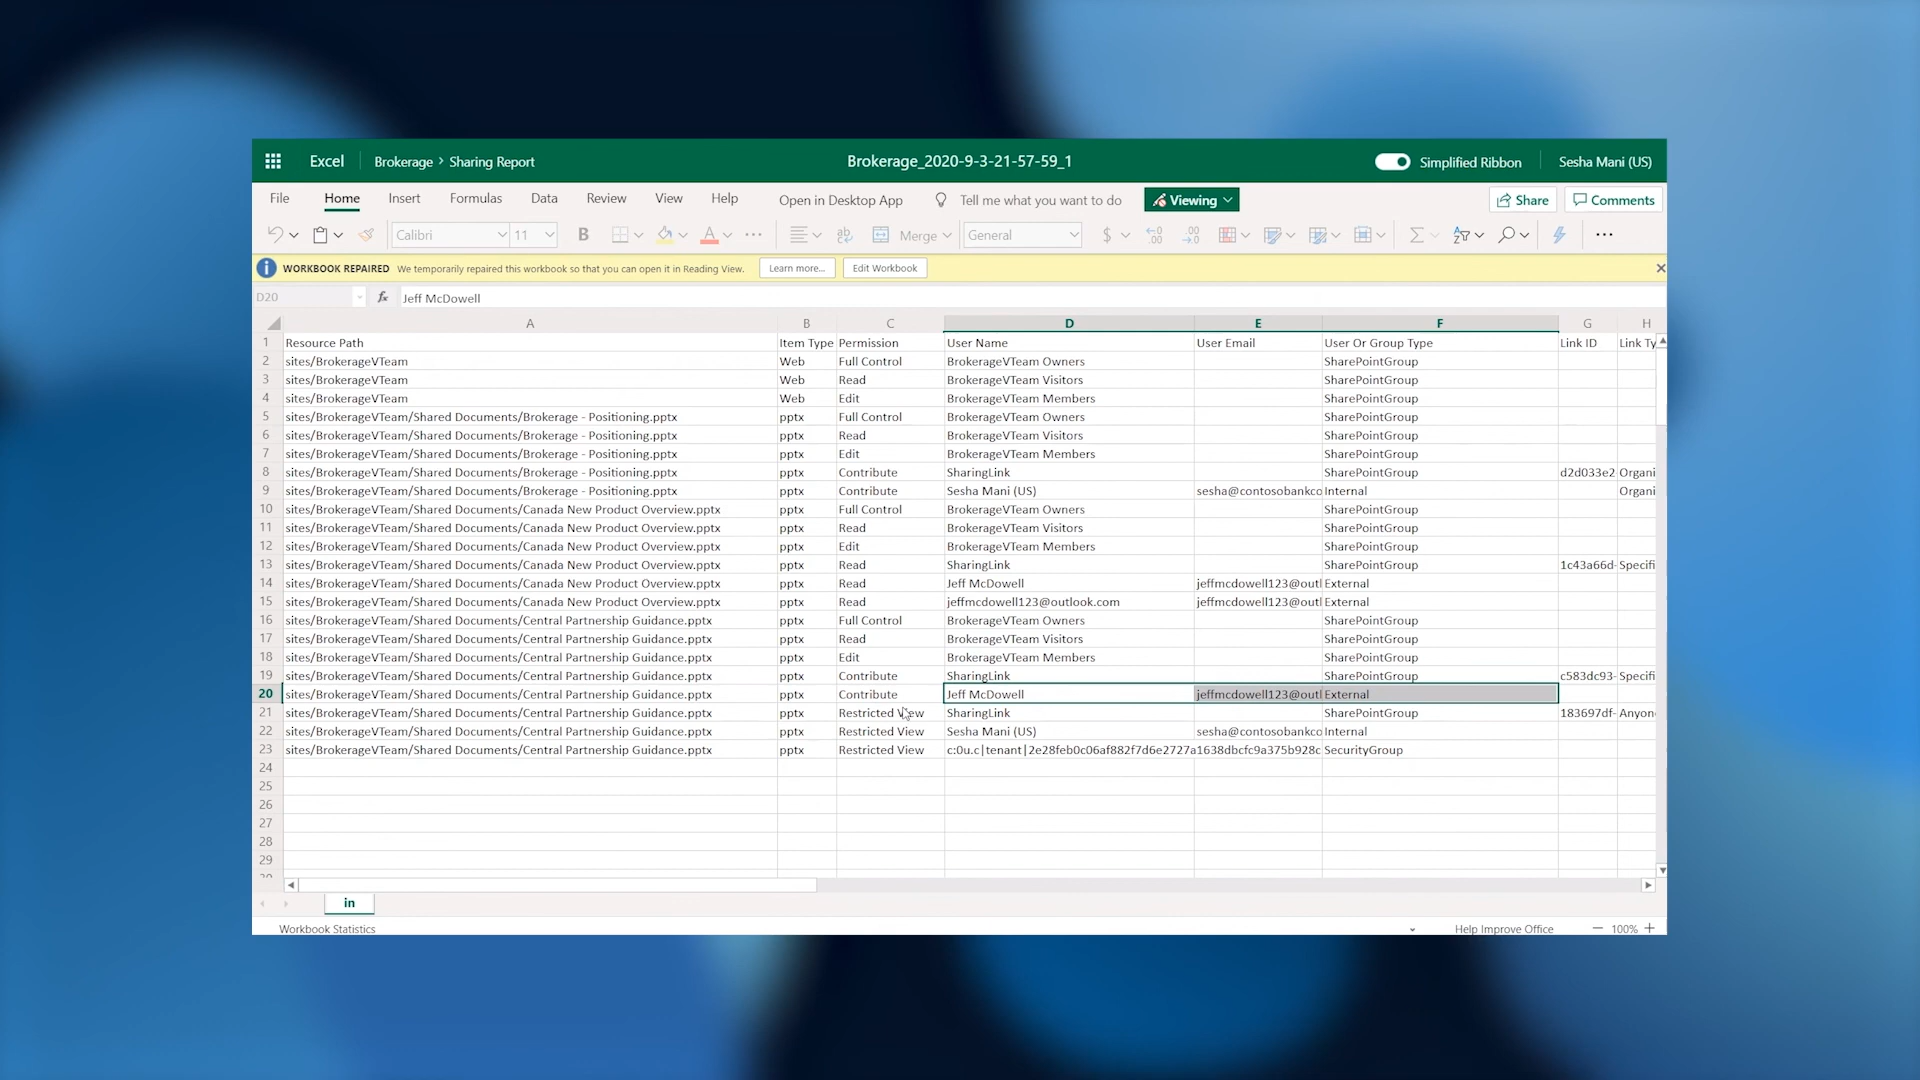 Excel Brokerage > Sharing Report Brokerage_2020-9-3-21-57-59_1 Simplified Ribbon Sesha Mani (US)
File Home Insert Formulas Data Review View Help Open in Desktop App Tell me what you want to do Viewing Share Comments
Calibri 11 B A ab Merge General $ .00
WORKBOOK REPAIRED We temporarily repaired this workbook so that you can open it in Reading View. Learn more... Edit Workbook
D20 fx Jeff McDowell
A B C D E F G H
1 Resource Path Item Type Permission User Name User Email User Or Group Type Link ID Link Ty
2 sites/BrokerageVTeam Web Full Control BrokerageVTeam Owners SharePointGroup
3 sites/BrokerageVTeam Web Read BrokerageVTeam Visitors SharePointGroup
4 sites/BrokerageVTeam Web Edit BrokerageVTeam Members SharePointGroup
5 sites/BrokerageVTeam/Shared Documents/Brokerage - Positioning.pptx pptx Full Control BrokerageVTeam Owners SharePointGroup
6 sites/BrokerageVTeam/Shared Documents/Brokerage - Positioning.pptx pptx Read BrokerageVTeam Visitors SharePointGroup
7 sites/BrokerageVTeam/Shared Documents/Brokerage - Positioning.pptx pptx Edit BrokerageVTeam Members SharePointGroup
8 sites/BrokerageVTeam/Shared Documents/Brokerage - Positioning.pptx pptx Contribute SharingLink SharePointGroup d2d033e2 Organi
9 sites/BrokerageVTeam/Shared Documents/Brokerage - Positioning.pptx pptx Contribute Sesha Mani (US) sesha@contosobankco Internal Organi
10 sites/BrokerageVTeam/Shared Documents/Canada New Product Overview.pptx pptx Full Control BrokerageVTeam Owners SharePointGroup
11 sites/BrokerageVTeam/Shared Documents/Canada New Product Overview.pptx pptx Read BrokerageVTeam Visitors SharePointGroup
12 sites/BrokerageVTeam/Shared Documents/Canada New Product Overview.pptx pptx Edit BrokerageVTeam Members SharePointGroup
13 sites/BrokerageVTeam/Shared Documents/Canada New Product Overview.pptx pptx Read SharingLink SharePointGroup 1c43a66d- Specifi
14 sites/BrokerageVTeam/Shared Documents/Canada New Product Overview.pptx pptx Read Jeff McDowell jeffmcdowell123@outl External
15 sites/BrokerageVTeam/Shared Documents/Canada New Product Overview.pptx pptx Read jeffmcdowell123@outlook.com jeffmcdowell123@outl External
16 sites/BrokerageVTeam/Shared Documents/Central Partnership Guidance.pptx pptx Full Control BrokerageVTeam Owners SharePointGroup
17 sites/BrokerageVTeam/Shared Documents/Central Partnership Guidance.pptx pptx Read BrokerageVTeam Visitors SharePointGroup
18 sites/BrokerageVTeam/Shared Documents/Central Partnership Guidance.pptx pptx Edit BrokerageVTeam Members SharePointGroup
19 sites/BrokerageVTeam/Shared Documents/Central Partnership Guidance.pptx pptx Contribute SharingLink SharePointGroup c583dc93- Specifi
20 sites/BrokerageVTeam/Shared Documents/Central Partnership Guidance.pptx pptx Contribute Jeff McDowell jeffmcdowell123@outl External
21 sites/BrokerageVTeam/Shared Documents/Central Partnership Guidance.pptx pptx Restricted View SharingLink SharePointGroup 183697df- Anyon
22 sites/BrokerageVTeam/Shared Documents/Central Partnership Guidance.pptx pptx Restricted View Sesha Mani (US) sesha@contosobankco Internal
23 sites/BrokerageVTeam/Shared Documents/Central Partnership Guidance.pptx pptx Restricted View c:0u.c|tenant|2e28feb0c06af882f7d6e2727a1638dbcfc9a375b928c SecurityGroup
24
25
26
27
28
29
in
Workbook Statistics Help Improve Office 100%